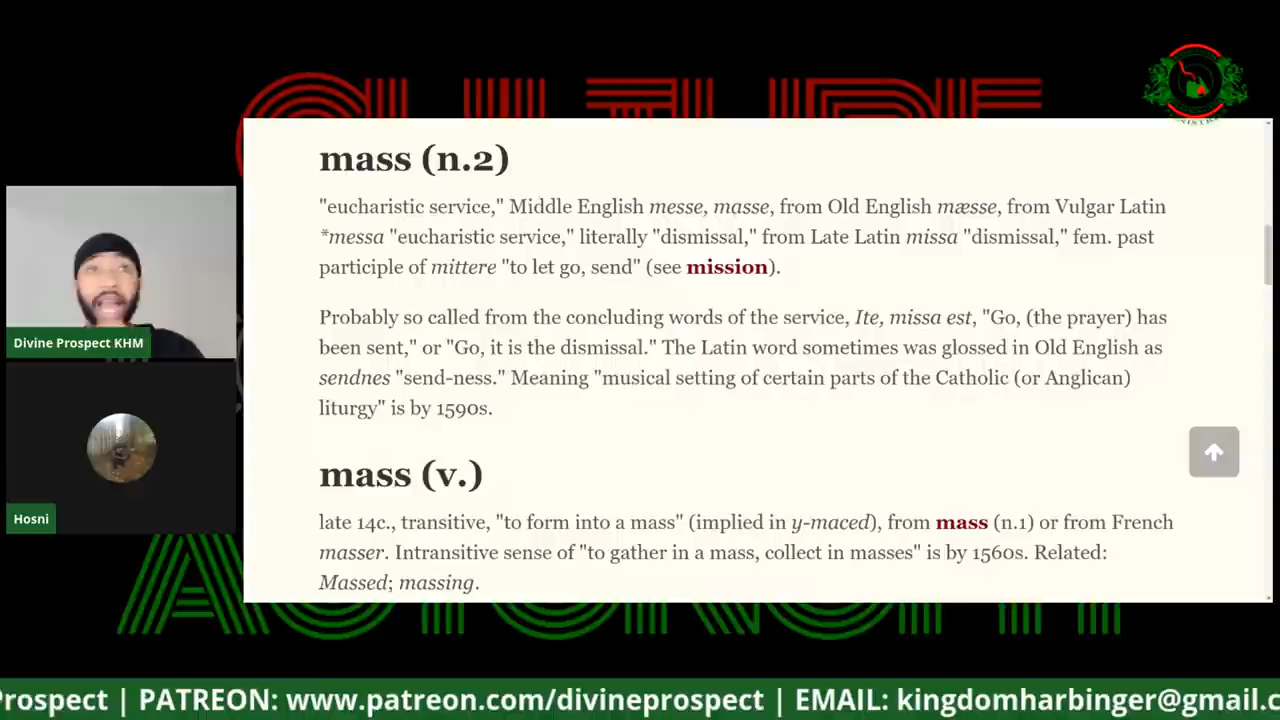 mass (n.2)
"eucharistic service," Middle English messe, masse, from Old English mæsse, from Vulgar Latin
*messa "eucharistic service," literally "dismissal," from Late Latin missa "dismissal," fem. past
participle of mittere "to let go, send" (see mission).
Probably so called from the concluding words of the service, Ite, missa est, "Go, (the prayer) has
been sent," or "Go, it is the dismissal." The Latin word sometimes was glossed in Old English as
sendnes "send-ness." Meaning "musical setting of certain parts of the Catholic (or Anglican)
liturgy" is by 1590s.
mass (v.)
late 14c., transitive, "to form into a mass" (implied in y-maced), from mass (n.1) or from French
masser. Intransitive sense of "to gather in a mass, collect in masses" is by 1560s. Related:
Massed; massing.
Divine Prospect KHM
Hosni
Prospect | PATREON: www.patreon.com/divineprospect | EMAIL: kingdomharbinger@gmail.c